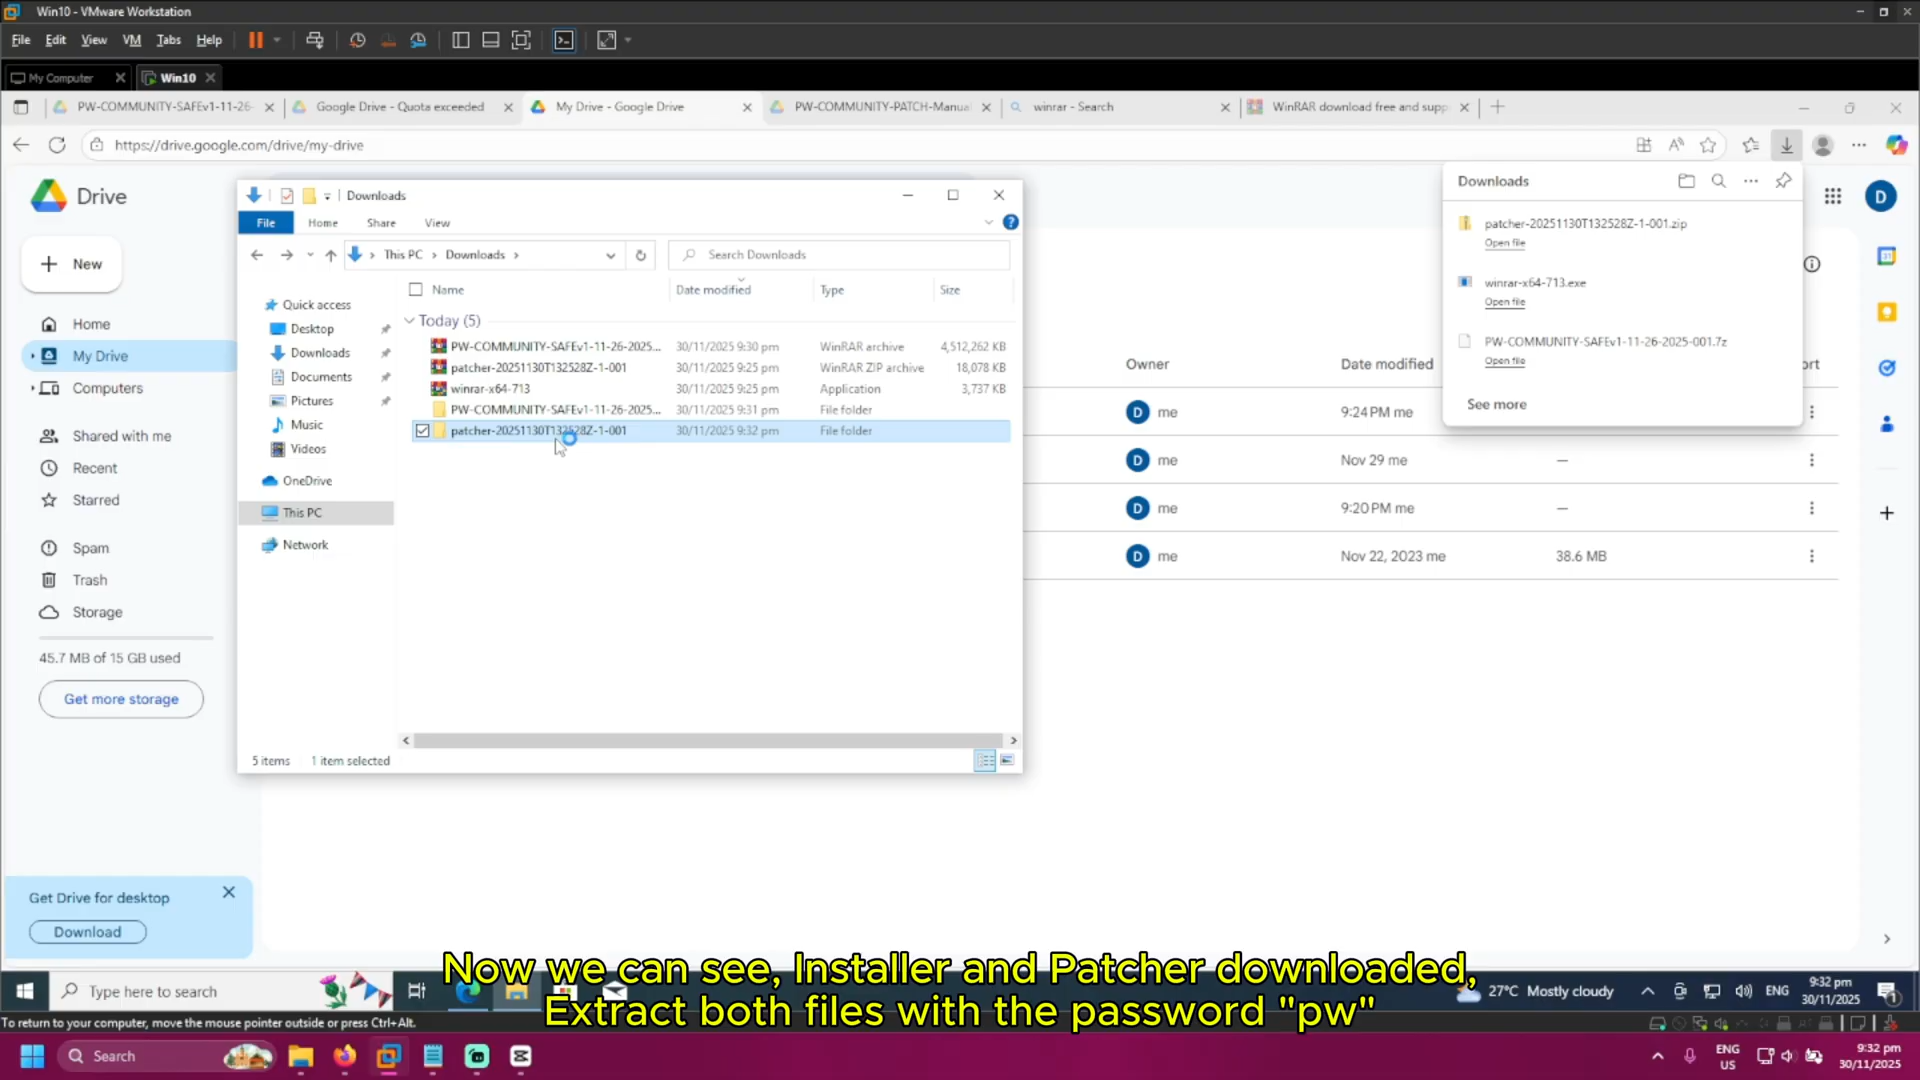 Win10 - VMware Workstation
File Edit View VM Tabs Help
My Computer
Win10
PW-COMMUNITY-SAFEv1-11-26-
Google Drive - Quota exceeded
My Drive - Google Drive
PW-COMMUNITY-PATCH-Manual
winrar - Search
WinRAR download free and supp
https://drive.google.com/drive/my-drive
Drive
New
Home
My Drive
Computers
Shared with me
Recent
Starred
Spam
Trash
Storage
45.7 MB of 15 GB used
Get more storage
Get Drive for desktop
Download
Downloads
File Home Share View
This PC Downloads
Search Downloads
Quick access
Desktop
Downloads
Documents
Pictures
Music
Videos
OneDrive
This PC
Network
Name Date modified Type Size
Today (5)
PW-COMMUNITY-SAFEv1-11-26-2025... 30/11/2025 9:30 pm WinRAR archive 4,512,262 KB
patcher-20251130T132528Z-1-001 30/11/2025 9:25 pm WinRAR ZIP archive 18,078 KB
winrar-x64-713 30/11/2025 9:25 pm Application 3,737 KB
PW-COMMUNITY-SAFEv1-11-26-2025... 30/11/2025 9:31 pm File folder
patcher-20251130T132528Z-1-001 30/11/2025 9:32 pm File folder
5 items 1 item selected
Downloads
patcher-20251130T132528Z-1-001.zip
Open file
winrar-x64-713.exe
Open file
PW-COMMUNITY-SAFEv1-11-26-2025-001.7z
Open file
See more
D
31
Owner Date modified ort
D me 9:24 PM me
D me Nov 29 me —
D me 9:20 PM me —
D me Nov 22, 2023 me 38.6 MB
Now we can see, Installer and Patcher downloaded,
Extract both files with the password "pw"
Type here to search
27°C Mostly cloudy
ENG
9:32 pm
30/11/2025
1
To return to your computer, move the mouse pointer outside or press Ctrl+Alt.
Search
ENG
US
9:32 pm
30/11/2025